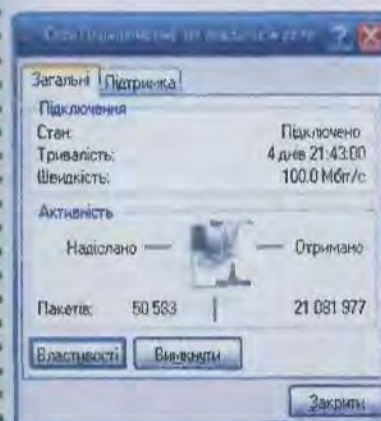 Загальні Підтримка
Підключення
Стан: Підключено
Тривалість: 4 днів 21:43:00
Швидкість: 100.0 Мбіт/с
Активність
Надіслано — — Отримано
Пакетів: 50 583 | 21 081 977
Властивості Вимкнути
Закрити